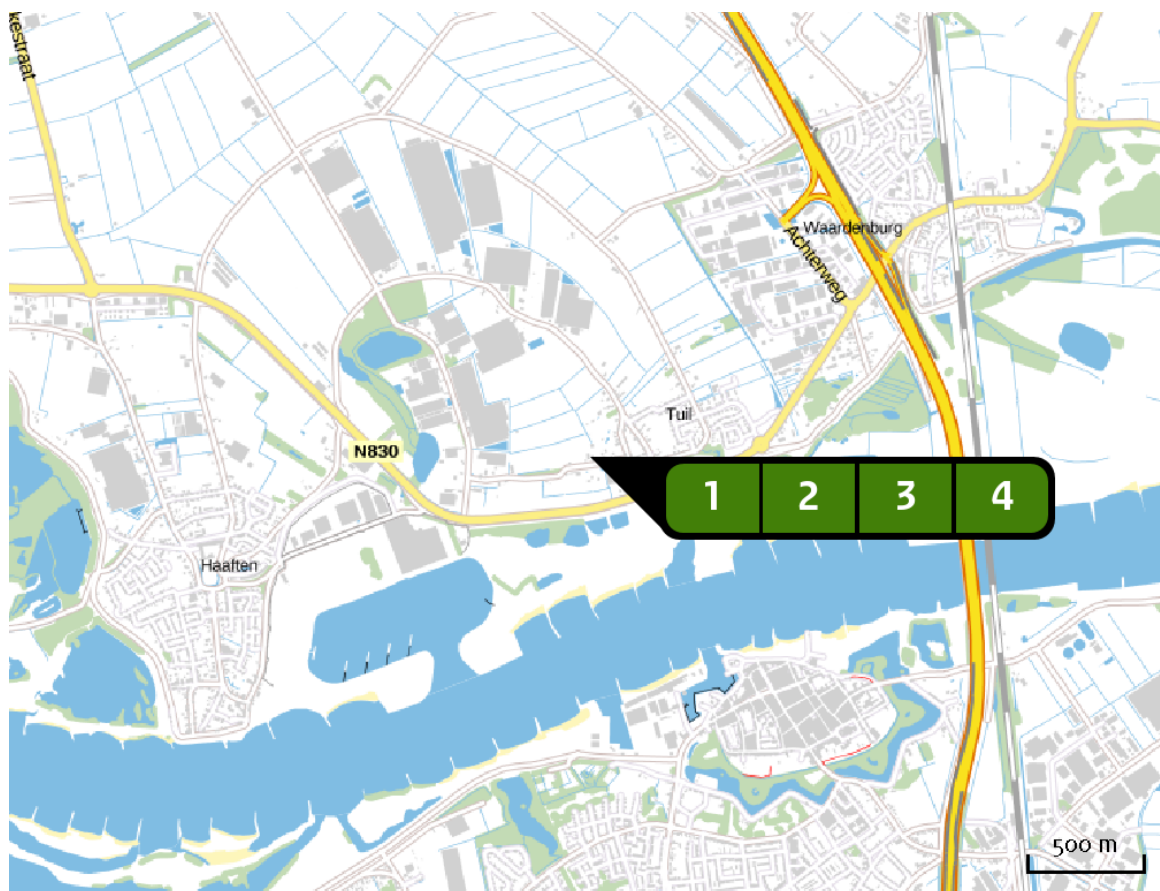 kestraat
Waardenburg
Achterweg
Tuil
N830
1 2 3 4
Haaften
500 m